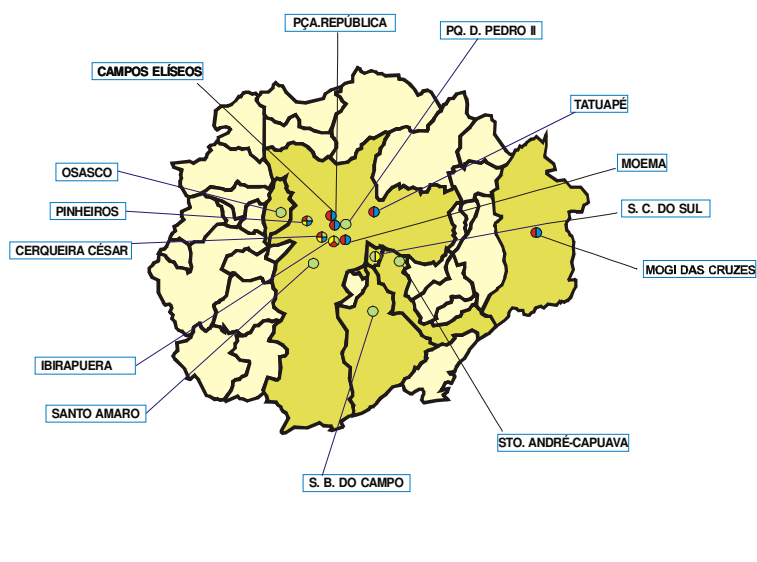 PÇA.REPÚBLICA
PQ. D. PEDRO II
CAMPOS ELÍSEOS
TATUAPÉ
MOEMA
OSASCO
S. C. DO SUL
PINHEIROS
CERQUEIRA CÉSAR
MOGI DAS CRUZES
IBIRAPUERA
SANTO AMARO
STO. ANDRÉ-CAPUAVA
S. B. DO CAMPO